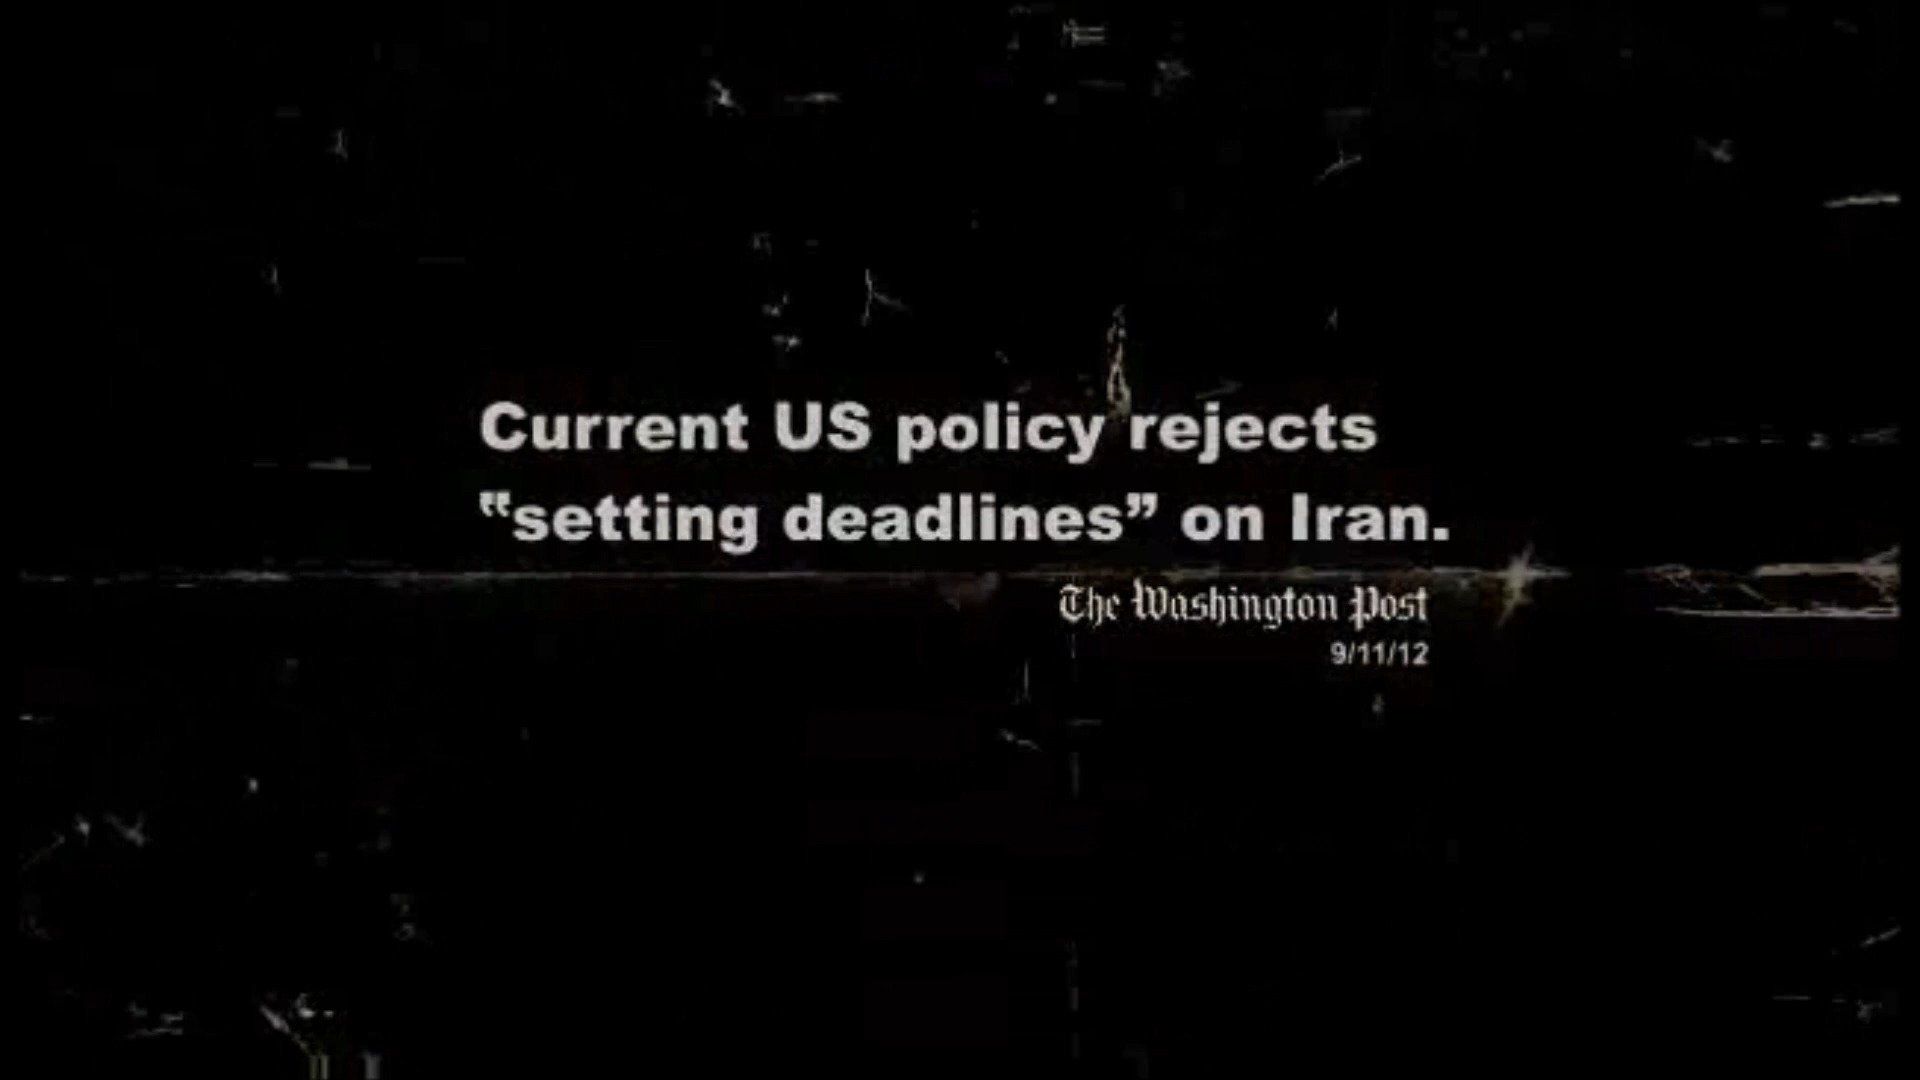 Current US policy rejects
“setting deadlines” on Iran.
The Washington Post
9/11/12